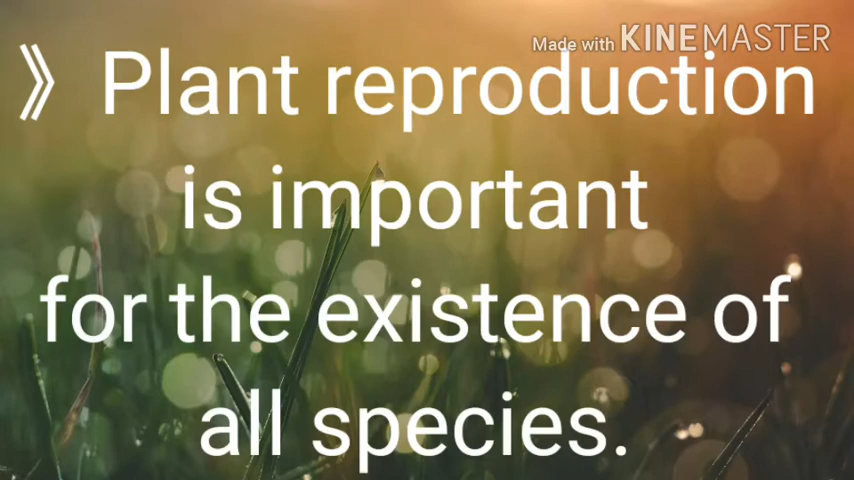 Made with KINEMASTER
》 Plant reproduction
is important
for the existence of
all species.